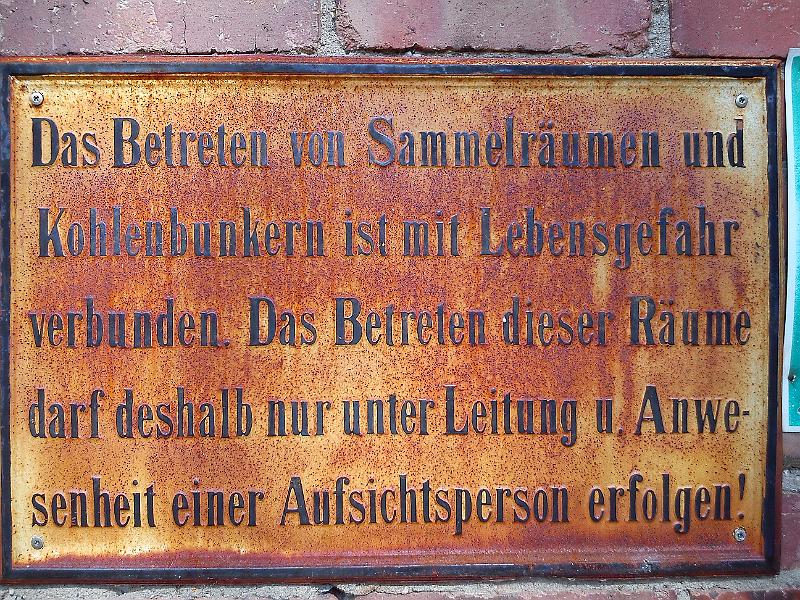 Das Betreten von Sammelräumen und
Kohlenbunkern ist mit Lebensgefahr
verbunden. Das Betreten dieser Räume
darf deshalb nur unter Leitung u. Anwe-
senheit einer Aufsichtsperson erfolgen!